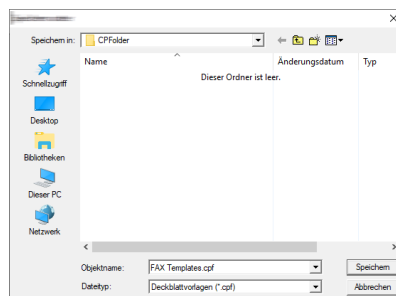 Speichern in:
CPFolder
Name
Änderungsdatum
Typ
Dieser Ordner ist leer.
Schnellzugriff
Desktop
Bibliotheken
Dieser PC
Netzwerk
Objektname:
FAX Templates.cpf
Speichern
Dateityp:
Deckblattvorlagen (*.cpf)
Abbrechen